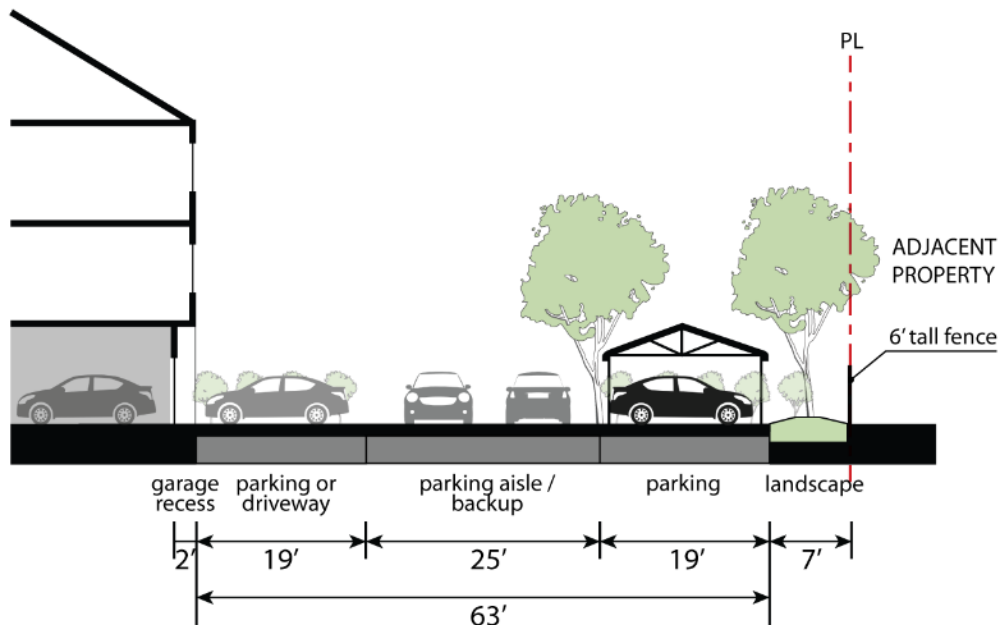 PL
ADJACENT
PROPERTY
6’ tall fence
garage
recess
parking or
driveway
parking aisle /
backup
parking
landscape
2’
19’
25’
19’
7’
63’